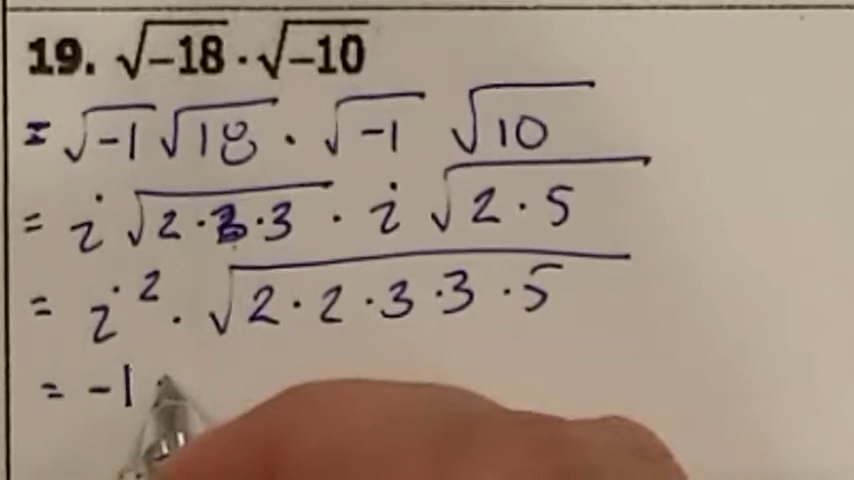 19. √-18 · √-10
= √-1 √18 · √-1 √10
= i √2·3·3 · i √2·5
= i² · √2·2·3·3·5
= -1 ·